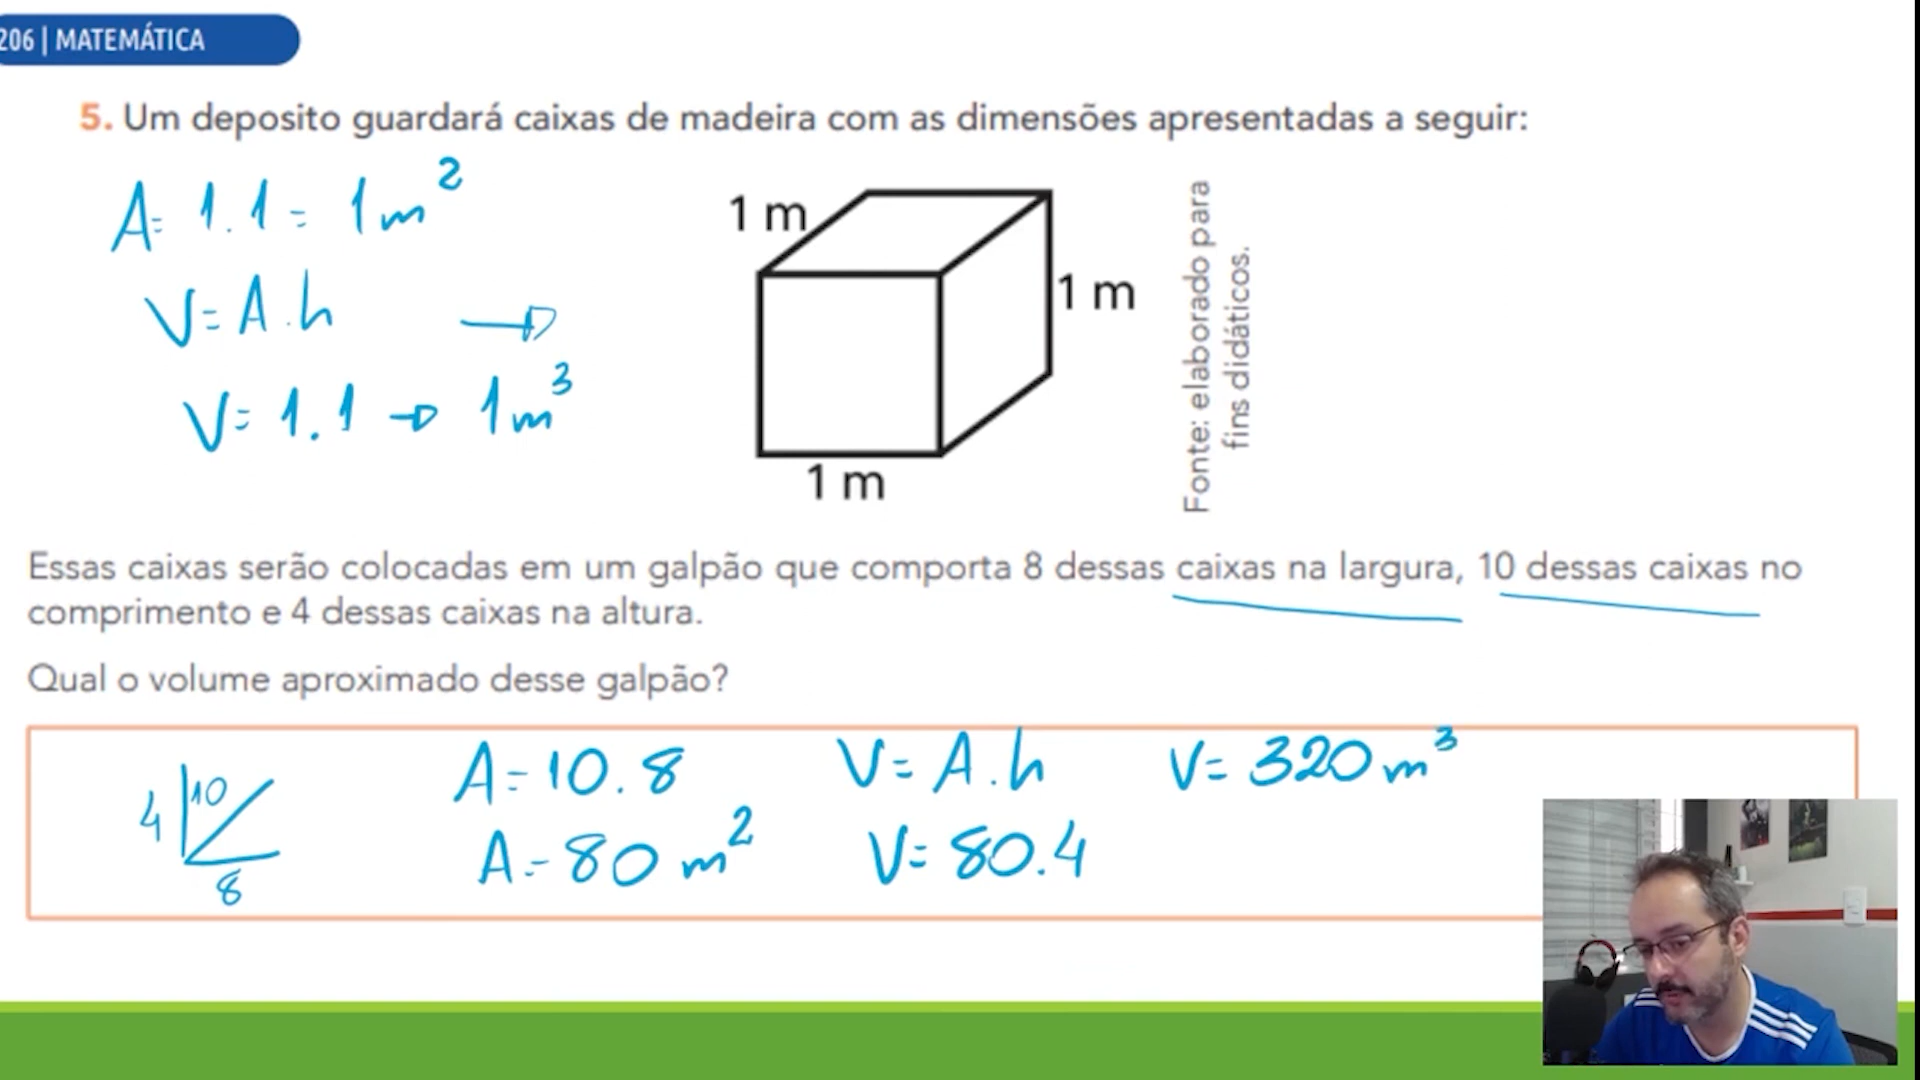 206 | MATEMÁTICA
5. Um deposito guardará caixas de madeira com as dimensões apresentadas a seguir:
A= 1.1 = 1m²
V= A.h →
V= 1.1 → 1m³
1 m
1 m
1 m
Fonte: elaborado para
fins didáticos.
Essas caixas serão colocadas em um galpão que comporta 8 dessas caixas na largura, 10 dessas caixas no
comprimento e 4 dessas caixas na altura.
Qual o volume aproximado desse galpão?
4 10
8
A= 10.8
A= 80 m²
V= A.h
V= 80.4
V= 320 m³